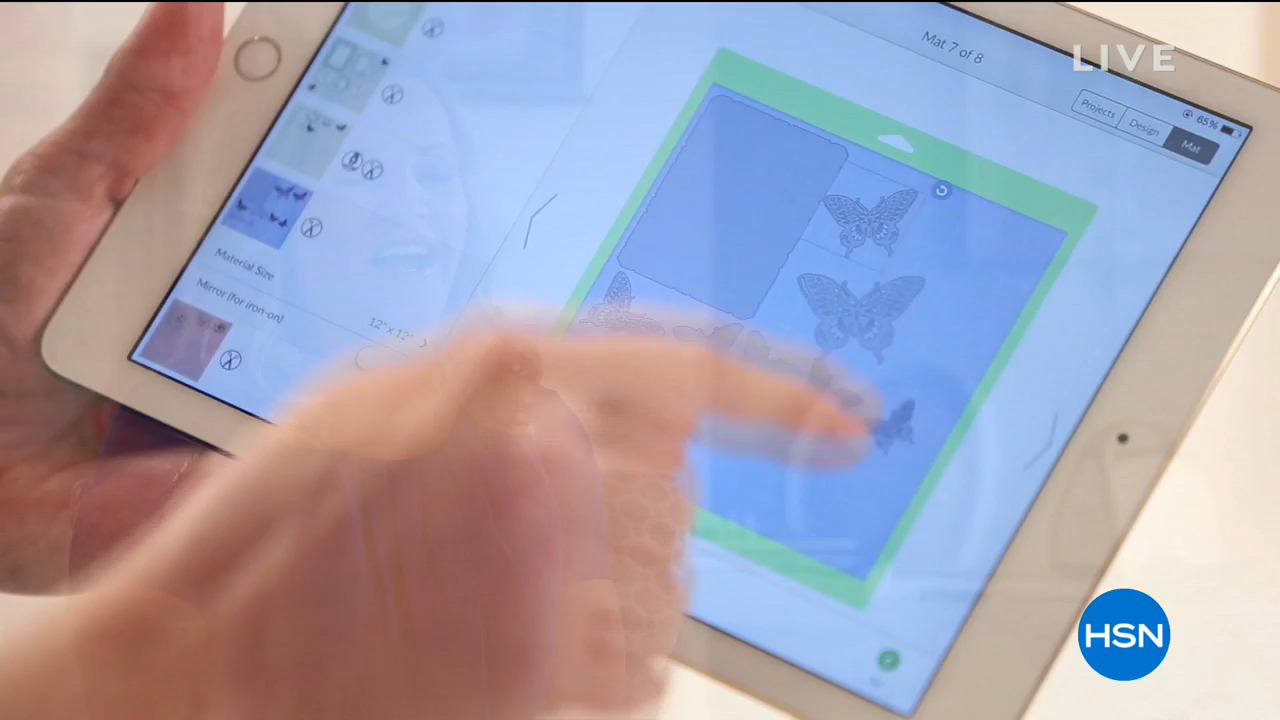 Mat 7 of 8
LIVE
Projects
Design
Mat
65%
Material Size
12" x 12"
Mirror (for iron-on)
HSN